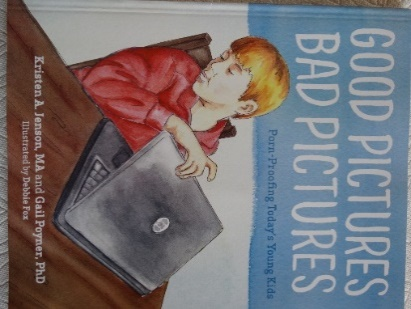 GOOD PICTURES
BAD PICTURES
Porn-Proofing Today's Young Kids
Kristen A. Jenson, MA and Gail Poyner, PhD
Illustrated by Debbie Fox